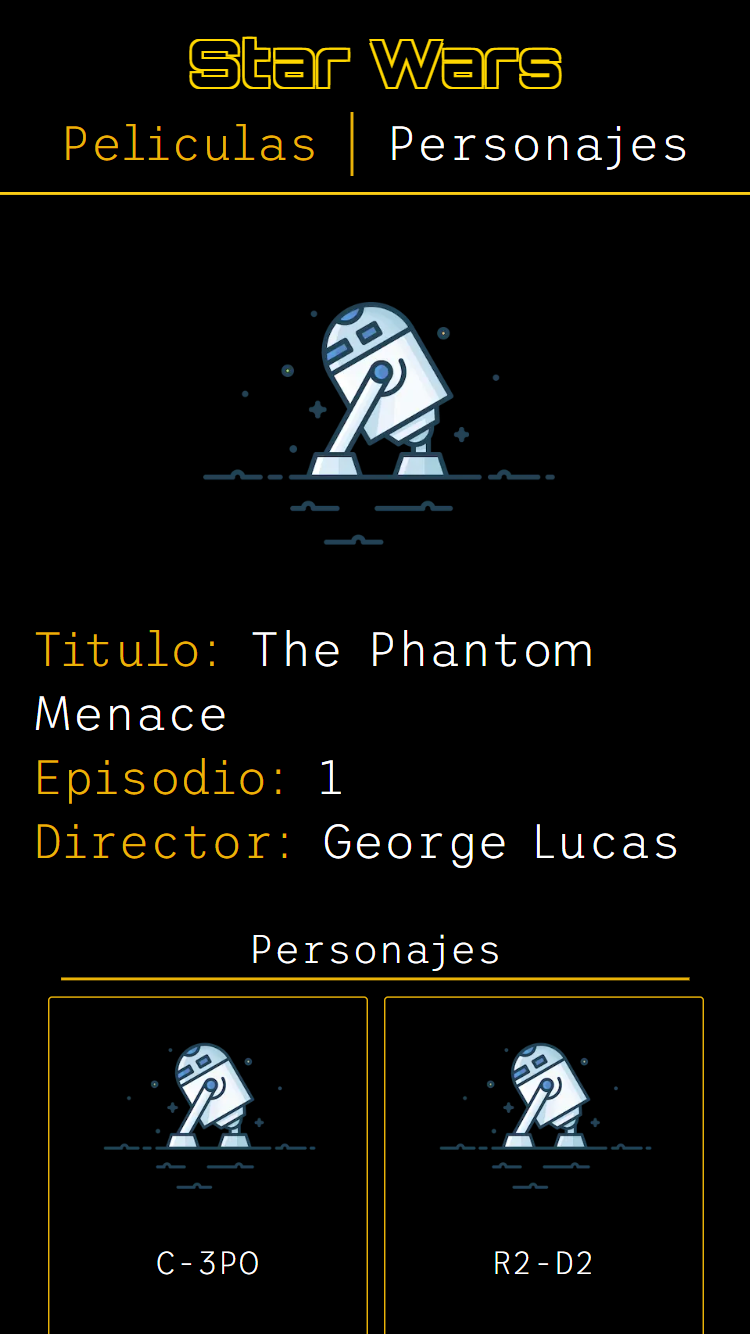 Star Wars
Peliculas | Personajes
Titulo: The Phantom
Menace
Episodio: 1
Director: George Lucas
Personajes
C-3PO
R2-D2